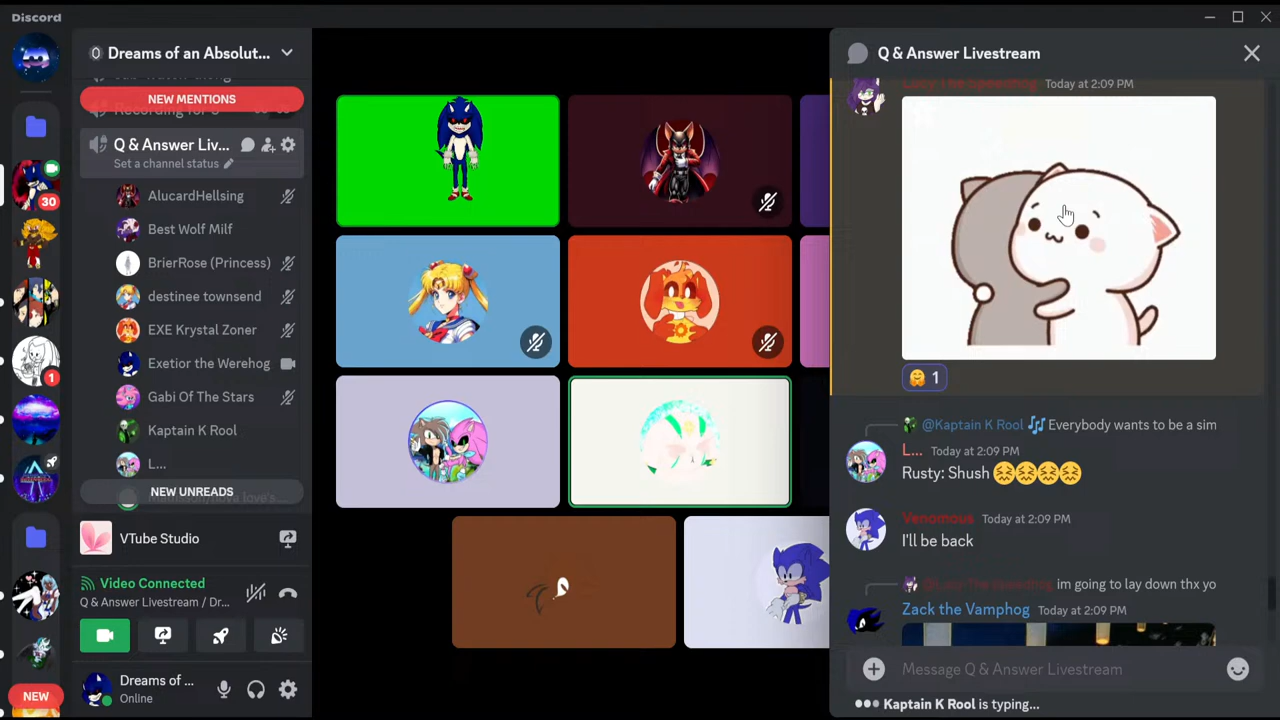 Discord
Dreams of an Absolut...
NEW MENTIONS
Recording for S
Q & Answer Liv...
Set a channel status
30
AlucardHellsing
Best Wolf Milf
BrierRose (Princess)
destinee townsend
EXE Krystal Zoner
1
Exetior the Werehog
Gabi Of The Stars
Kaptain K Rool
L...
NEW UNREADS
VTube Studio
Video Connected
Q & Answer Livestream / Dr...
Dreams of ...
Online
NEW
Q & Answer Livestream
Lucy The Speedhog Today at 2:09 PM
1
@Kaptain K Rool 🎶 Everybody wants to be a sim
L... Today at 2:09 PM
Rusty: Shush 😖😖😖😖
Venomous Today at 2:09 PM
I'll be back
im going to lay down thx yo
Zack the Vamphog Today at 2:09 PM
Message Q & Answer Livestream
Kaptain K Rool is typing...